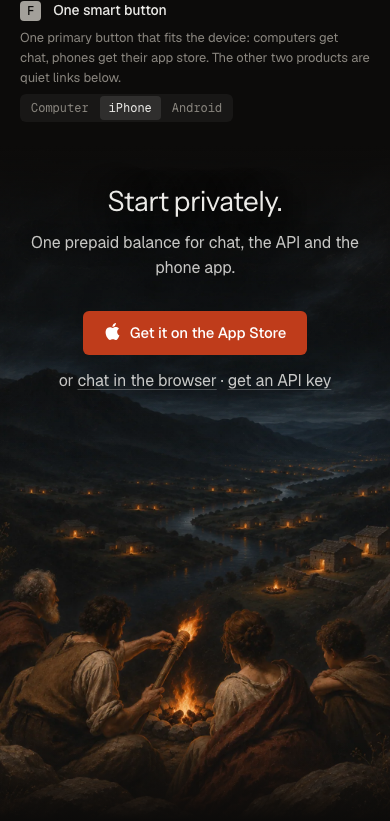 F One smart button
One primary button that fits the device: computers get
chat, phones get their app store. The other two products are
quiet links below.
Computer iPhone Android
Start privately.
One prepaid balance for chat, the API and the
phone app.
Get it on the App Store
or chat in the browser · get an API key